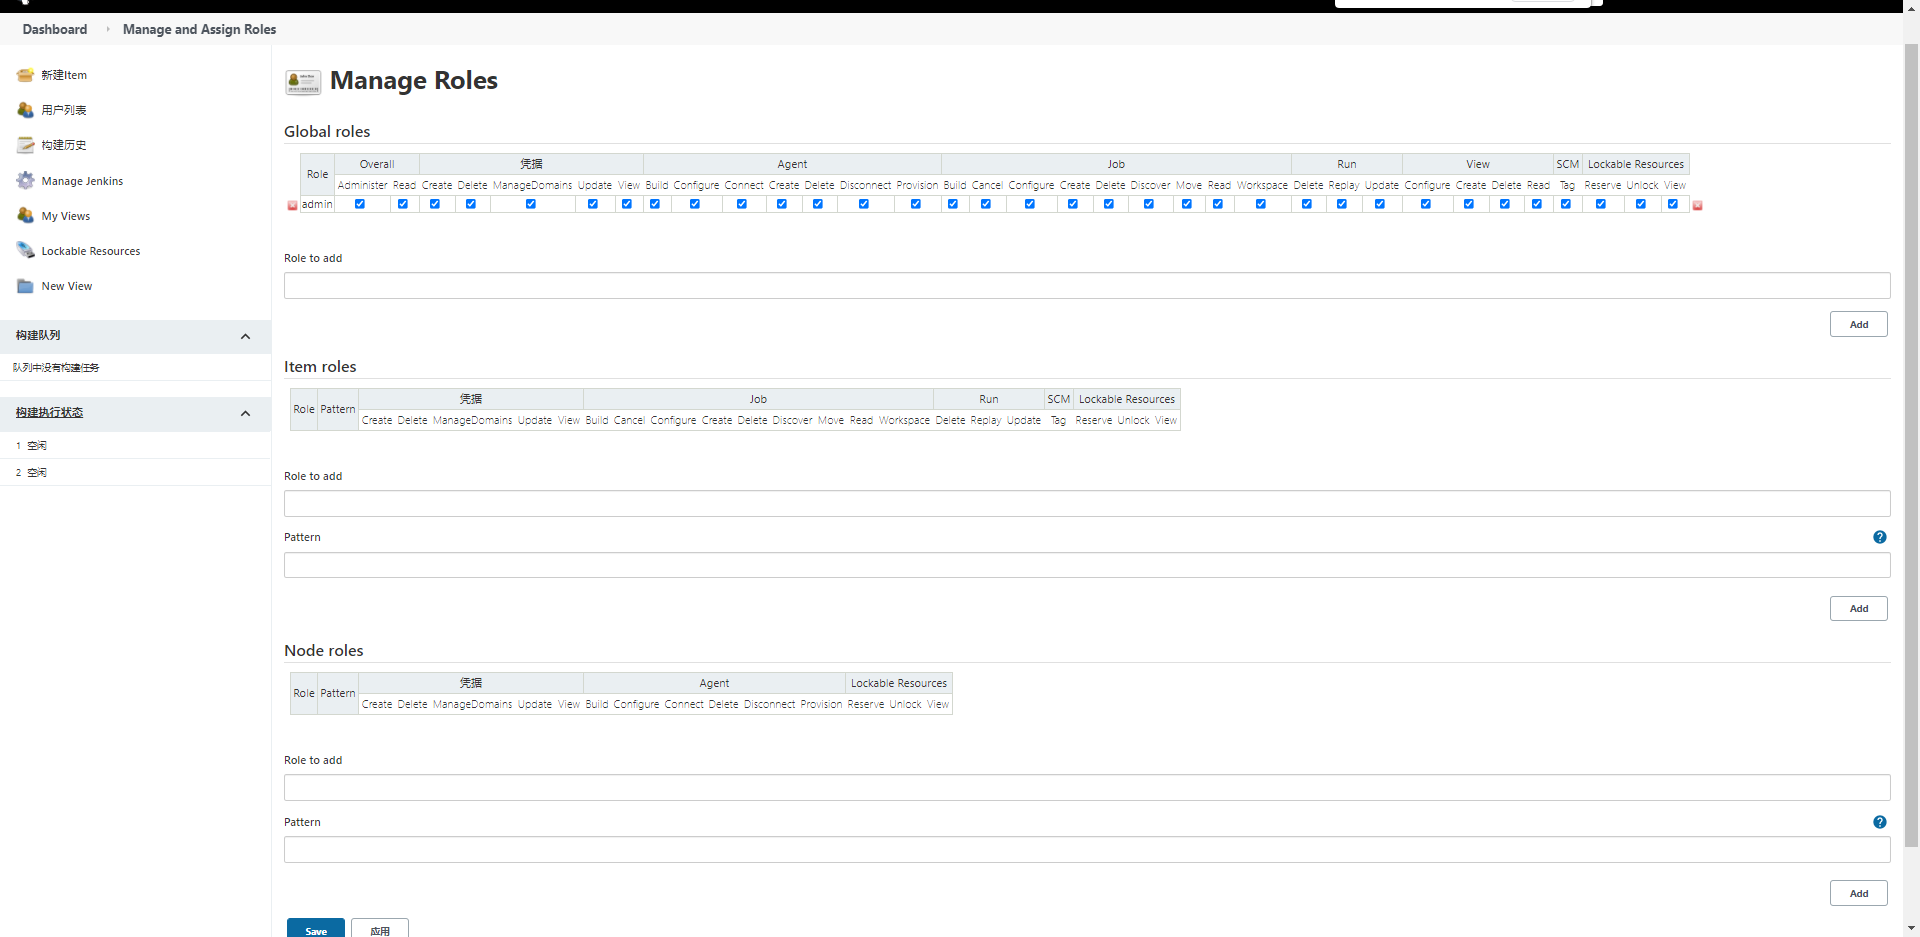 Dashboard Manage and Assign Roles
新建Item
用户列表
构建历史
Manage Jenkins
My Views
Lockable Resources
New View
构建队列
队列中没有构建任务
构建执行状态
1 空闲
2 空闲
Manage Roles
Global roles
Role Overall 凭据 Agent Job Run View SCM Lockable Resources
Administer Read Create Delete ManageDomains Update View Build Configure Connect Create Delete Disconnect Provision Build Cancel Configure Create Delete Discover Move Read Workspace Delete Replay Update Configure Create Delete Read Tag Reserve Unlock View
admin
Role to add
Add
Item roles
Role Pattern 凭据 Job Run SCM Lockable Resources
Create Delete ManageDomains Update View Build Cancel Configure Create Delete Discover Move Read Workspace Delete Replay Update Tag Reserve Unlock View
Role to add
Pattern
?
Add
Node roles
Role Pattern 凭据 Agent Lockable Resources
Create Delete ManageDomains Update View Build Configure Connect Delete Disconnect Provision Reserve Unlock View
Role to add
Pattern
?
Add
Save 应用